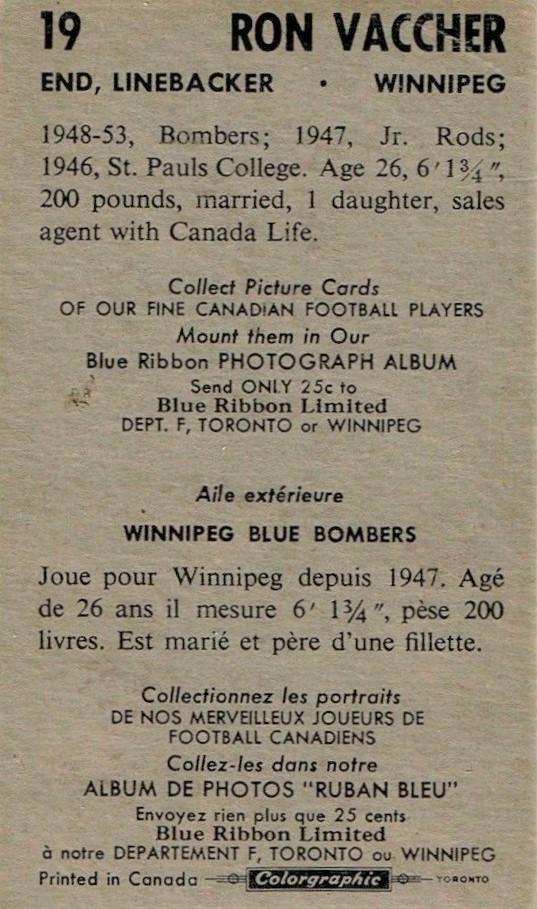 19 RON VACCHER
END, LINEBACKER • WINNIPEG
1948-53, Bombers; 1947, Jr. Rods;
1946, St. Pauls College. Age 26, 6′ 1¾″,
200 pounds, married, 1 daughter, sales
agent with Canada Life.
Collect Picture Cards
OF OUR FINE CANADIAN FOOTBALL PLAYERS
Mount them in Our
Blue Ribbon PHOTOGRAPH ALBUM
Send ONLY 25c to
Blue Ribbon Limited
DEPT. F, TORONTO or WINNIPEG
Aile extérieure
WINNIPEG BLUE BOMBERS
Joue pour Winnipeg depuis 1947. Agé
de 26 ans il mesure 6′ 1¾″, pèse 200
livres. Est marié et père d'une fillette.
Collectionnez les portraits
DE NOS MERVEILLEUX JOUEURS DE
FOOTBALL CANADIENS
Collez-les dans notre
ALBUM DE PHOTOS "RUBAN BLEU"
Envoyez rien plus que 25 cents
Blue Ribbon Limited
à notre DEPARTEMENT F, TORONTO ou WINNIPEG
Printed in Canada Colorgraphic TORONTO